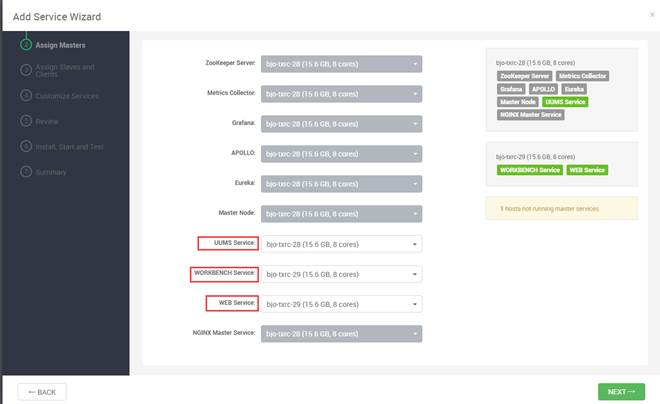 Add Service Wizard
×
2 Assign Masters
3 Assign Slaves and
Clients
4 Customize Services
5 Review
6 Install, Start and Test
7 Summary
ZooKeeper Server: bjo-txrc-28 (15.6 GB, 8 cores)
Metrics Collector: bjo-txrc-28 (15.6 GB, 8 cores)
Grafana: bjo-txrc-28 (15.6 GB, 8 cores)
APOLLO: bjo-txrc-28 (15.6 GB, 8 cores)
Eureka: bjo-txrc-28 (15.6 GB, 8 cores)
Master Node: bjo-txrc-28 (15.6 GB, 8 cores)
UUMS Service: bjo-txrc-28 (15.6 GB, 8 cores)
WORKBENCH Service: bjo-txrc-29 (15.6 GB, 8 cores)
WEB Service: bjo-txrc-29 (15.6 GB, 8 cores)
NGINX Master Service: bjo-txrc-28 (15.6 GB, 8 cores)
bjo-txrc-28 (15.6 GB, 8 cores)
ZooKeeper Server Metrics Collector
Grafana APOLLO Eureka
Master Node UUMS Service
NGINX Master Service
bjo-txrc-29 (15.6 GB, 8 cores)
WORKBENCH Service WEB Service
1 hosts not running master services
← BACK
NEXT →